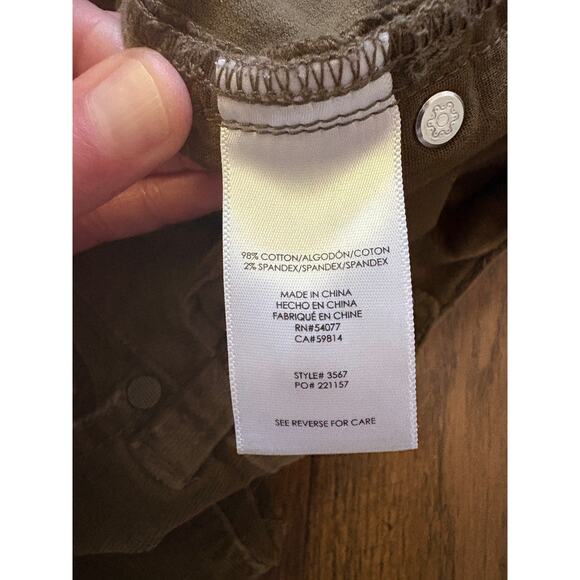 98% COTTON/ALGODÓN/COTON
2% SPANDEX/SPANDEX/SPANDEX
MADE IN CHINA
HECHO EN CHINA
FABRIQUÉ EN CHINE
RN#54077
CA#59814
STYLE# 3567
PO# 221157
SEE REVERSE FOR CARE